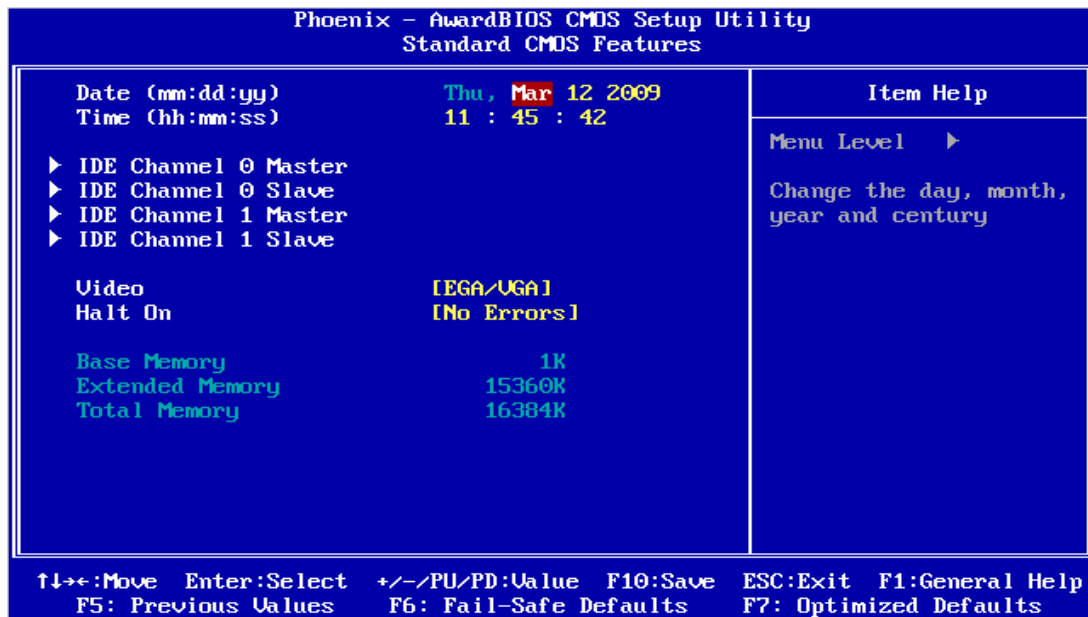 Phoenix - AwardBIOS CMOS Setup Utility
Standard CMOS Features
Date (mm:dd:yy) Thu, Mar 12 2009
Time (hh:mm:ss) 11 : 45 : 42
▶ IDE Channel 0 Master
▶ IDE Channel 0 Slave
▶ IDE Channel 1 Master
▶ IDE Channel 1 Slave
Video [EGA/VGA]
Halt On [No Errors]
Base Memory 1K
Extended Memory 15360K
Total Memory 16384K
Item Help
Menu Level ▶
Change the day, month,
year and century
↑↓→←:Move Enter:Select +/-/PU/PD:Value F10:Save ESC:Exit F1:General Help
F5: Previous Values F6: Fail-Safe Defaults F7: Optimized Defaults